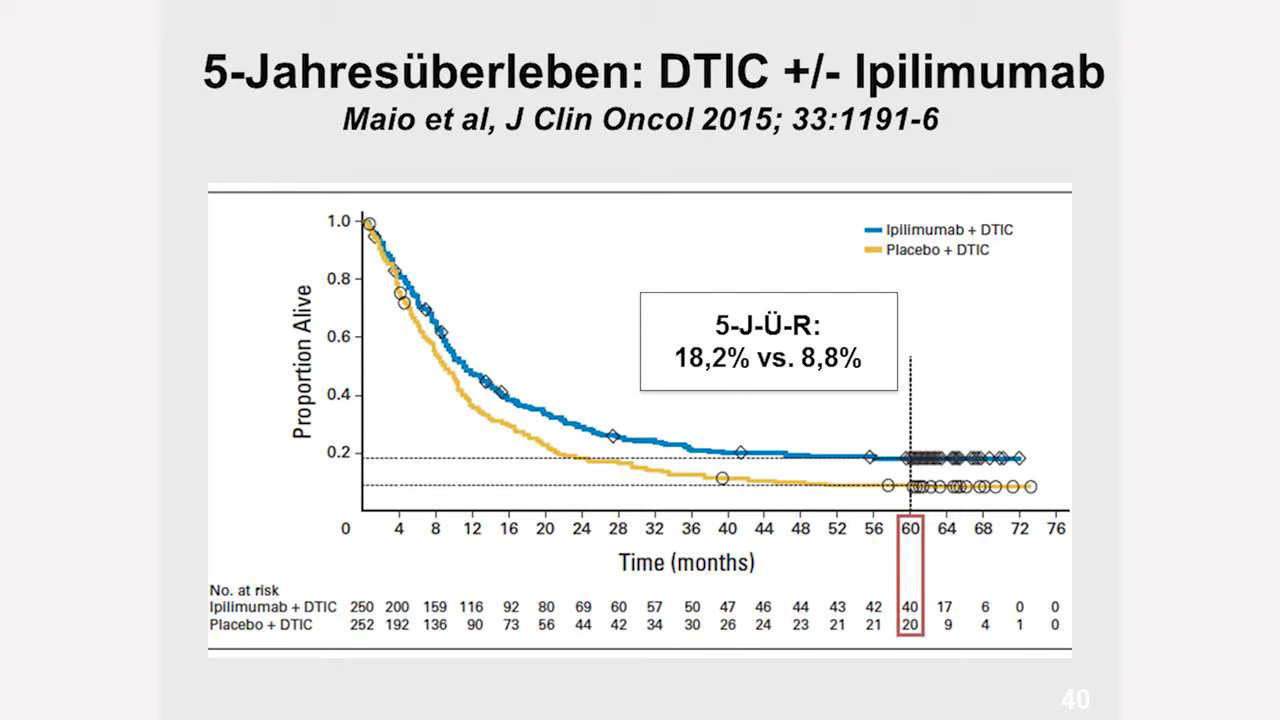 5-Jahresüberleben: DTIC +/- Ipilimumab
Maio et al, J Clin Oncol 2015; 33:1191-6
Ipilimumab + DTIC
Placebo + DTIC
5-J-Ü-R:
18,2% vs. 8,8%
Proportion Alive
1.0
0.8
0.6
0.4
0.2
0 4 8 12 16 20 24 28 32 36 40 44 48 52 56 60 64 68 72 76
Time (months)
No. at risk
Ipilimumab + DTIC 250 200 159 116 92 80 69 60 57 50 47 46 44 43 42 40 17 6 0 0
Placebo + DTIC 252 192 136 90 73 56 44 42 34 30 26 24 23 21 21 20 9 4 1 0
40